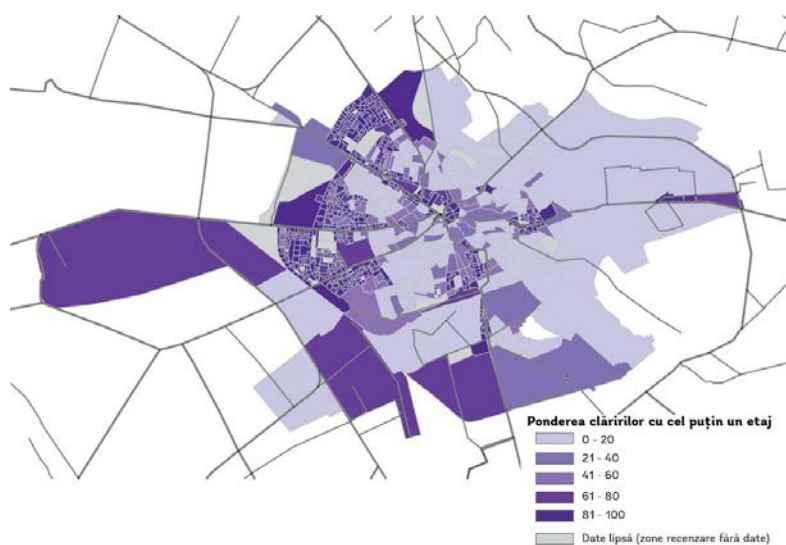 Ponderea clăririlor cu cel puțin un etaj
0 - 20
21 - 40
41 - 60
61 - 80
81 - 100
Date lipsă (zone recenzare fără date)